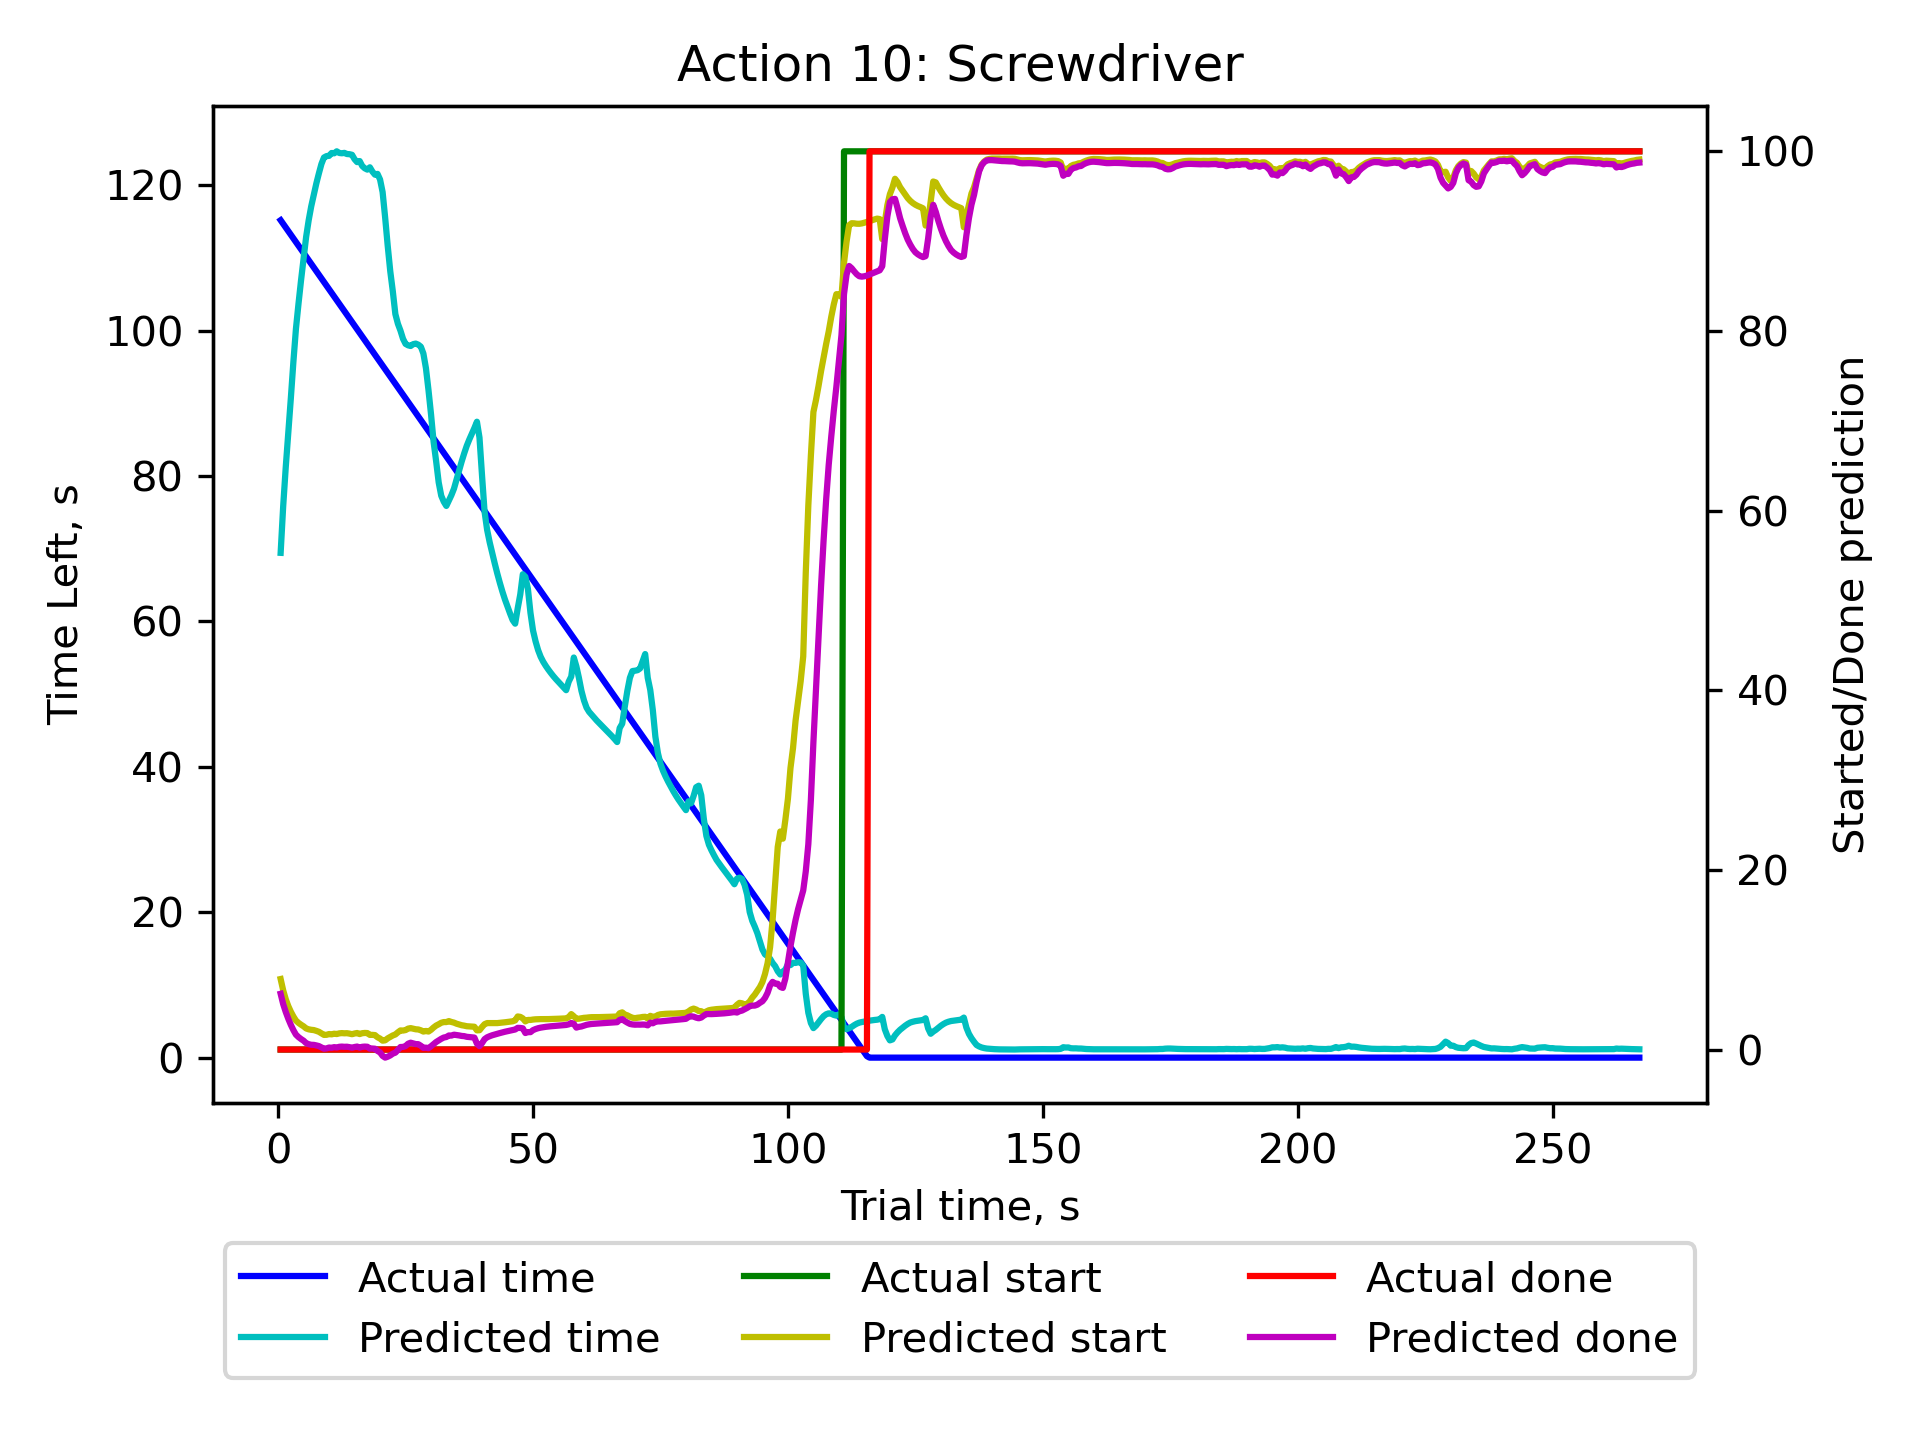 Action 10: Screwdriver
120
100
80
60
40
20
0
Time Left, s
100
80
60
40
20
0
Started/Done prediction
0 50 100 150 200 250
Trial time, s
Actual time Actual start Actual done
Predicted time Predicted start Predicted done